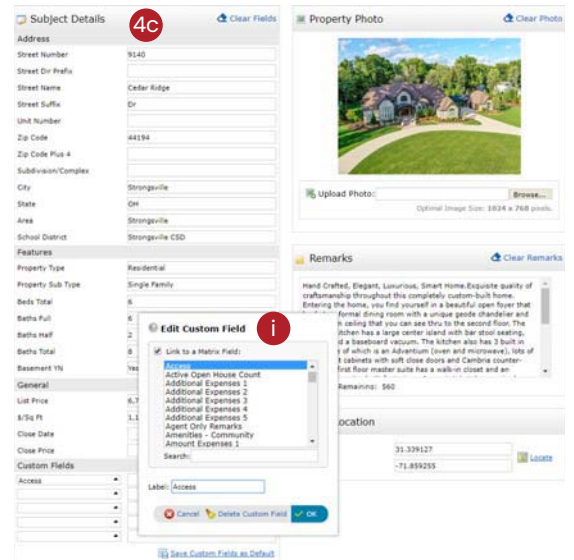 Subject Details
4c
Clear Fields
Address
Street Number 9140
Street Dir Prefix
Street Name Cedar Ridge
Street Suffix Dr
Unit Number
Zip Code 44194
Zip Code Plus 4
Subdivision/Complex
City Strongsville
State OH
Area Strongsville
School District Strongsville CSD
Features
Property Type Residential
Property Sub Type Single Family
Beds Total 6
Baths Full 6
Baths Half 2
Baths Total 8
Basement YN Yes
General
List Price 6,7
$/Sq Ft 1,1
Close Date
Close Price
Custom Fields
Access
Save Custom Fields as Default
Edit Custom Field
i
Link to a Matrix Field:
Access
Active Open House Count
Additional Expenses 1
Additional Expenses 2
Additional Expenses 3
Additional Expenses 4
Additional Expenses 5
Agent Only Remarks
Amenities - Community
Amount Expenses 1
Search:
Label: Access
Cancel Delete Custom Field OK
Property Photo
Clear Photo
Upload Photo: Browse...
Optimal Image Size: 1024 x 768 pixels.
Remarks
Clear Remarks
Hand Crafted, Elegant, Luxurious, Smart Home.Exquisite quality of
craftsmanship throughout this completely custom-built home.
Entering the home, you find yourself in a beautiful open foyer that
formal dining room with a unique geode chandelier and
ceiling that you can see thru to the second floor. The
kitchen has a large center island with bar stool seating,
d a baseboard vacuum. The kitchen also has 3 built in
of which is an Adventium (oven and microwave), lots of
t cabinets with soft close doors and Cambria counter-
first floor master suite has a walk-in closet and an
Remaining: 560
ocation
31.339127
-71.859255
Locate